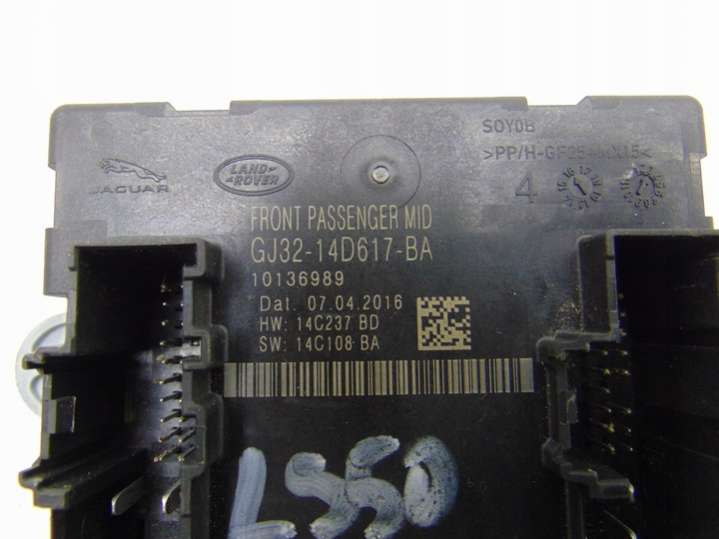 SOY0B
JAGUAR
LAND-
-ROVER
4
FRONT PASSENGER MID
GJ32-14D617-BA
10136989
Dat. 07.04.2016
HW: 14C237 BD
SW: 14C108 BA
LS50